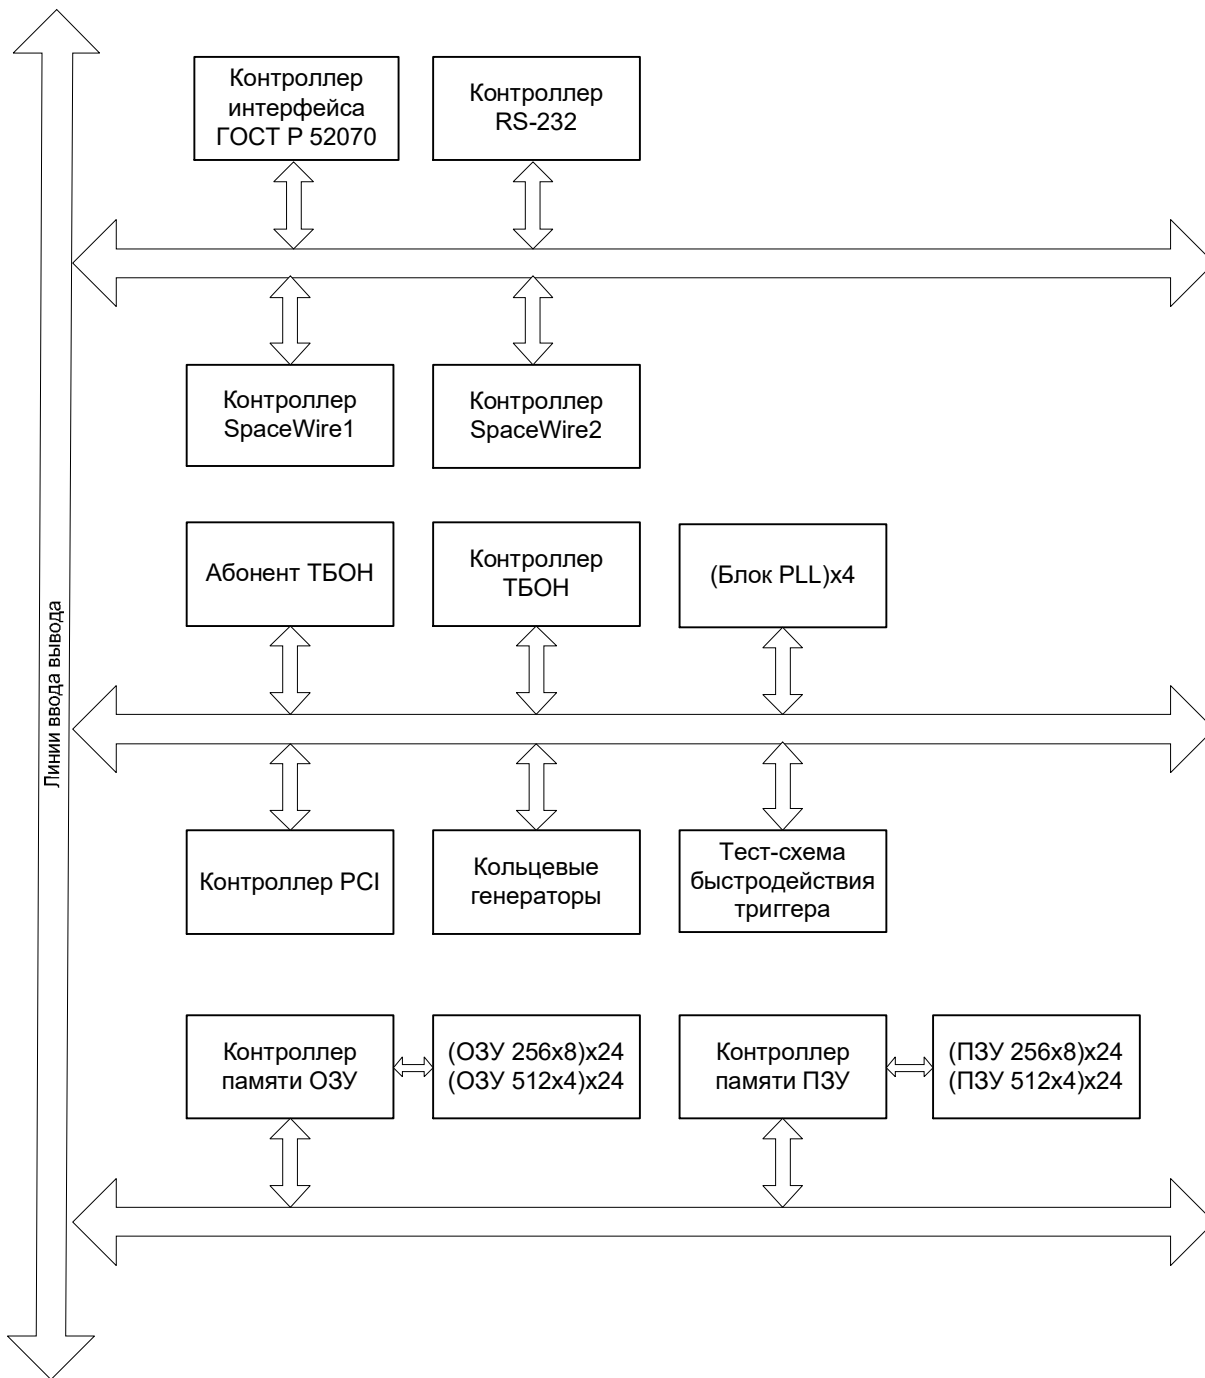 Контроллер
интерфейса
ГОСТ Р 52070
Контроллер
RS-232
Контроллер
SpaceWire1
Контроллер
SpaceWire2
Линии ввода вывода
Абонент ТБОН
Контроллер
ТБОН
(Блок PLL)x4
Контроллер PCI
Кольцевые
генераторы
Тест-схема
быстродействия
триггера
Контроллер
памяти ОЗУ
(ОЗУ 256x8)x24
(ОЗУ 512x4)x24
Контроллер
памяти ПЗУ
(ПЗУ 256x8)x24
(ПЗУ 512x4)x24